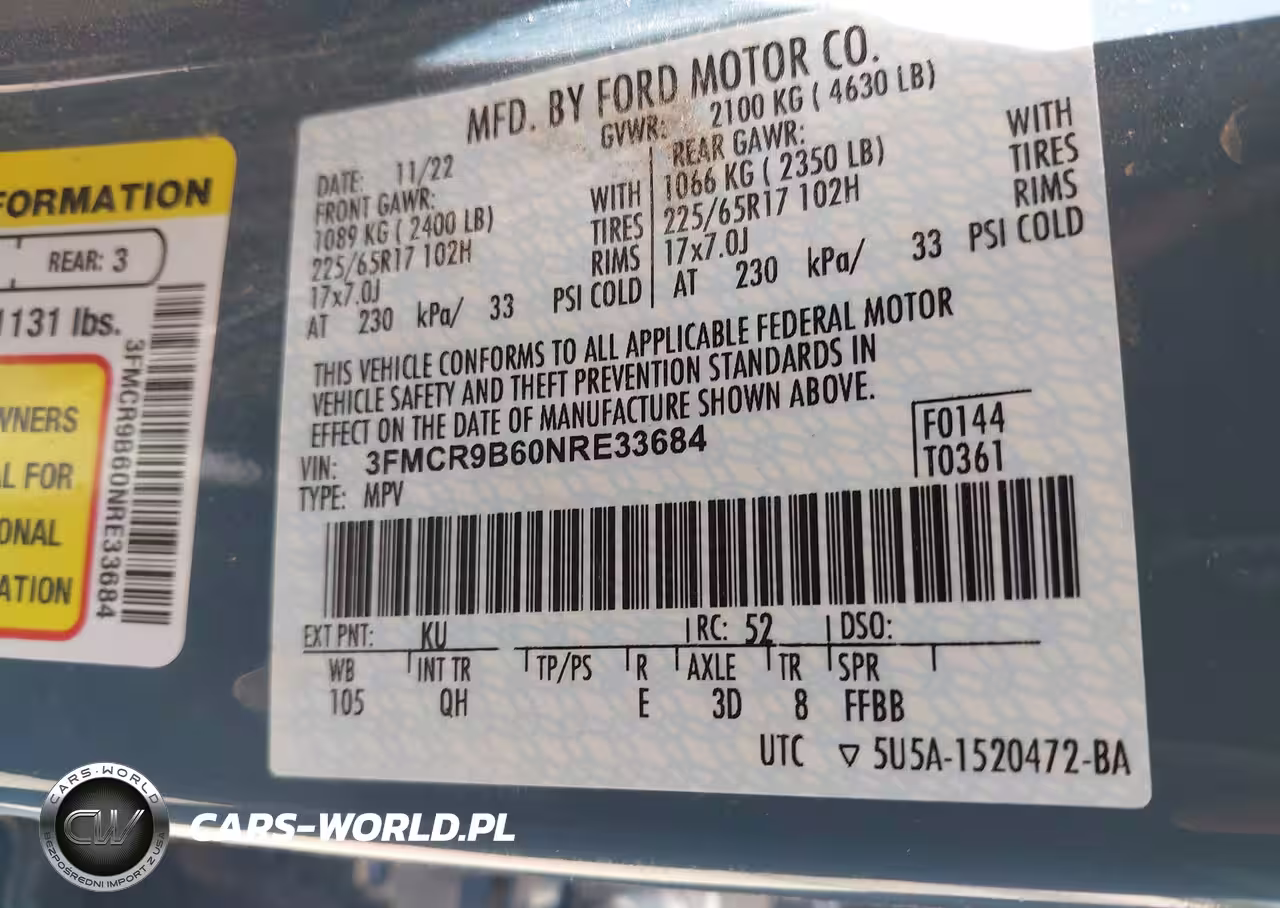 FORMATION
REAR: 3
1131 lbs.
3FMCR9B60NRE33684
WNERS
L FOR
ONAL
ATION
MFD. BY FORD MOTOR CO.
DATE: 11/22 GVWR: 2100 KG ( 4630 LB)
FRONT GAWR: REAR GAWR:
1089 KG ( 2400 LB) WITH 1066 KG ( 2350 LB) WITH
225/65R17 102H TIRES 225/65R17 102H TIRES
17x7.0J RIMS 17x7.0J RIMS
AT 230 kPa/ 33 PSI COLD AT 230 kPa/ 33 PSI COLD
THIS VEHICLE CONFORMS TO ALL APPLICABLE FEDERAL MOTOR
VEHICLE SAFETY AND THEFT PREVENTION STANDARDS IN
EFFECT ON THE DATE OF MANUFACTURE SHOWN ABOVE.
VIN: 3FMCR9B60NRE33684 F0144
TYPE: MPV T0361
EXT PNT: KU RC: 52 DSO:
WB INT TR TP/PS R AXLE TR SPR
105 QH E 3D 8 FFBB
UTC ▽ 5U5A-1520472-BA
CARS-WORLD
CW
BEZPOŚREDNI IMPORT Z USA
CARS-WORLD.PL